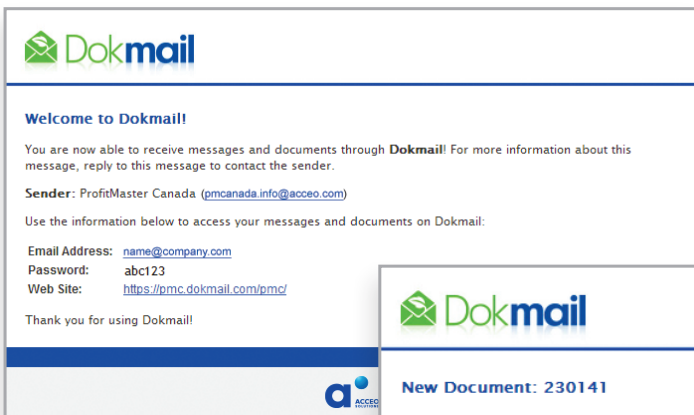 Dokmail
Welcome to Dokmail!
You are now able to receive messages and documents through Dokmail! For more information about this
message, reply to this message to contact the sender.
Sender: ProfitMaster Canada (pmcanada.info@acceo.com)
Use the information below to access your messages and documents on Dokmail:
Email Address: name@company.com
Password: abc123
Web Site: https://pmc.dokmail.com/pmc/
Thank you for using Dokmail!
a
ACCEO
SOLUTIONS
Dokmail
New Document: 230141